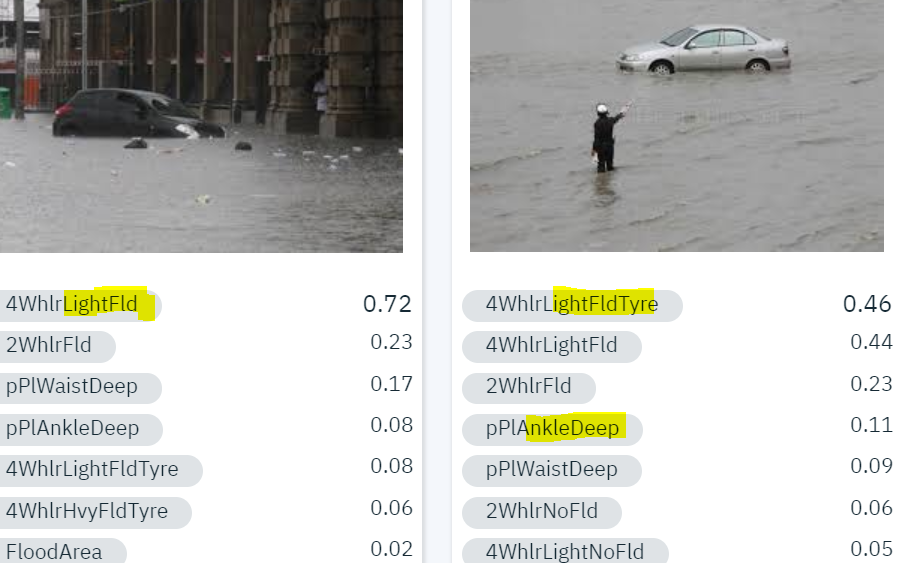 4WhlrLightFld 0.72
2WhlrFld 0.23
pPlWaistDeep 0.17
pPlAnkleDeep 0.08
4WhlrLightFldTyre 0.08
4WhlrHvyFldTyre 0.06
FloodArea 0.02
4WhlrLightFldTyre 0.46
4WhlrLightFld 0.44
2WhlrFld 0.23
pPlAnkleDeep 0.11
pPlWaistDeep 0.09
2WhlrNoFld 0.06
4WhlrLightNoFld 0.05